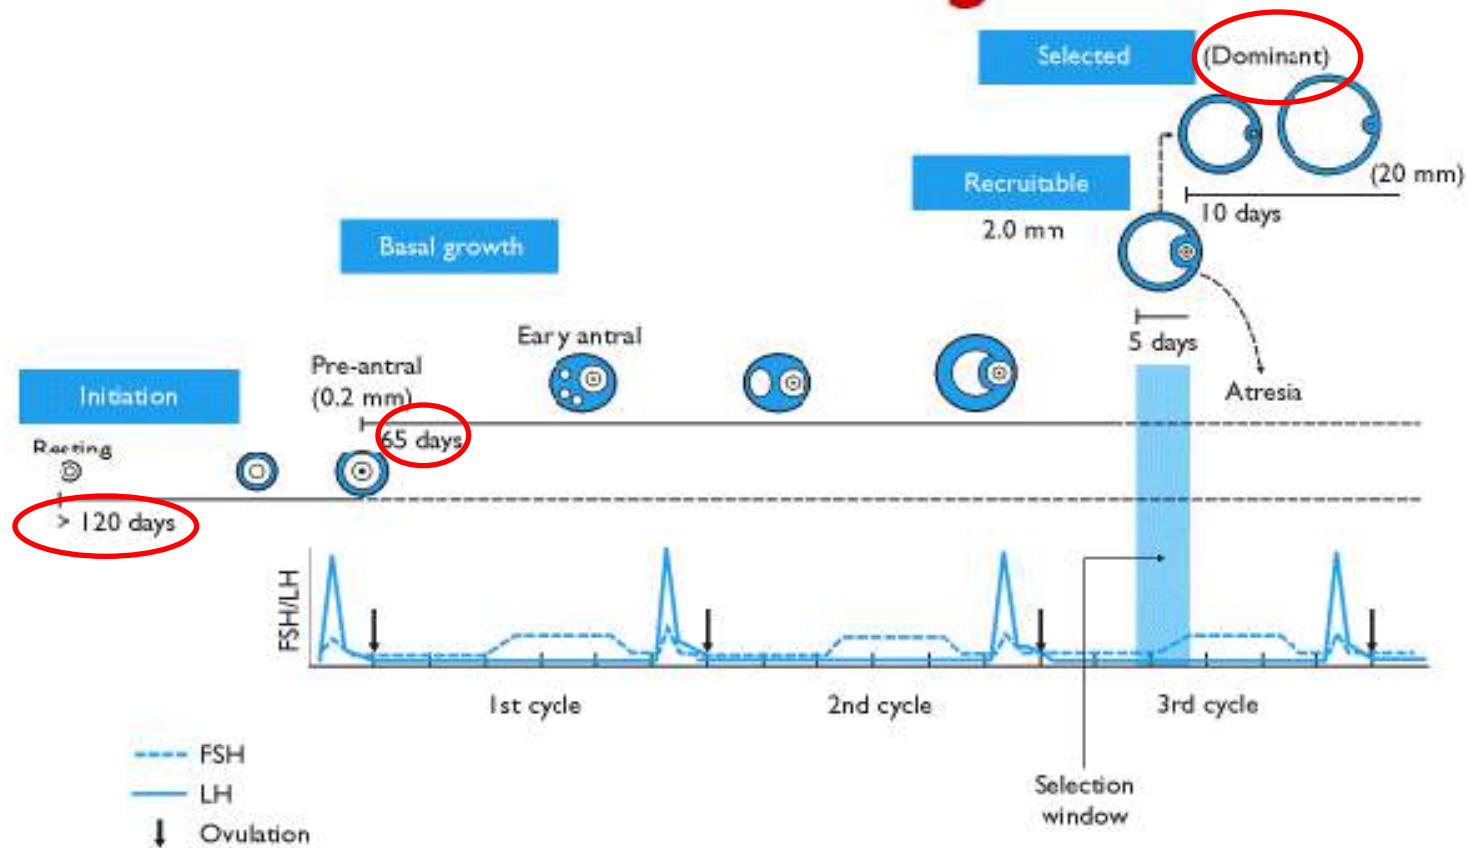 Selected (Dominant)
(20 mm)
10 days
Recruitable
2.0 mm
Basal growth
5 days
Atresia
Ear y antral
Pre-antral
(0.2 mm)
65 days
Initiation
Resting
> 120 days
FSH/LH
1st cycle
2nd cycle
3rd cycle
Selection
window
FSH
LH
Ovulation